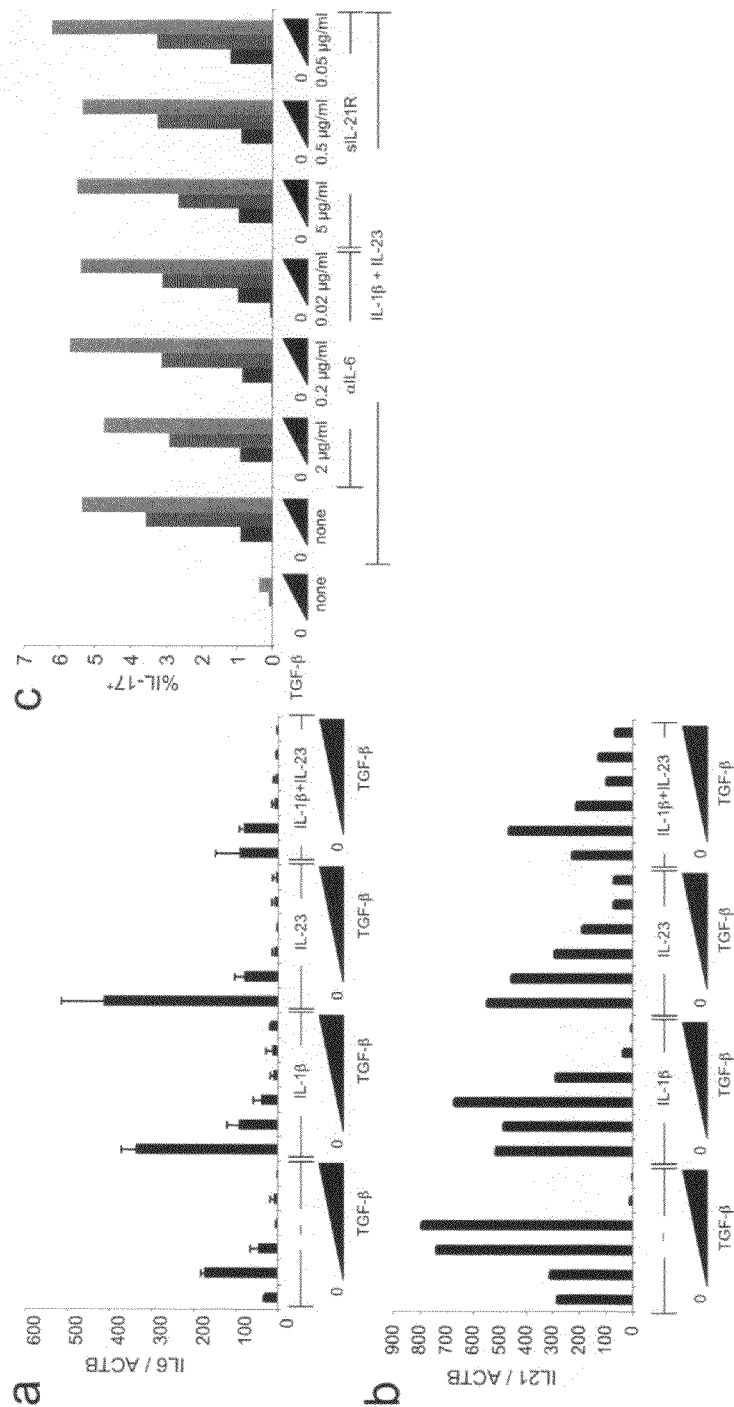 a
IL6 / ACTB
600
400
200
0
0
0
0
0
-
IL-1β
IL-23
IL-1β+IL-23
TGF-β
TGF-β
TGF-β
TGF-β
b
IL21 / ACTB
900
800
700
600
500
400
300
200
100
0
0
0
0
0
-
IL-1β
IL-23
IL-1β+IL-23
TGF-β
TGF-β
TGF-β
TGF-β
c
%IL-17⁺
7
6
5
4
3
2
1
0
TGF-β
0
0
0
0
0
0
0
0
none
none
2 µg/ml
0.2 µg/ml
0.02 µg/ml
5 µg/ml
0.5 µg/ml
0.05 µg/ml
αIL-6
sIL-21R
IL-1β + IL-23